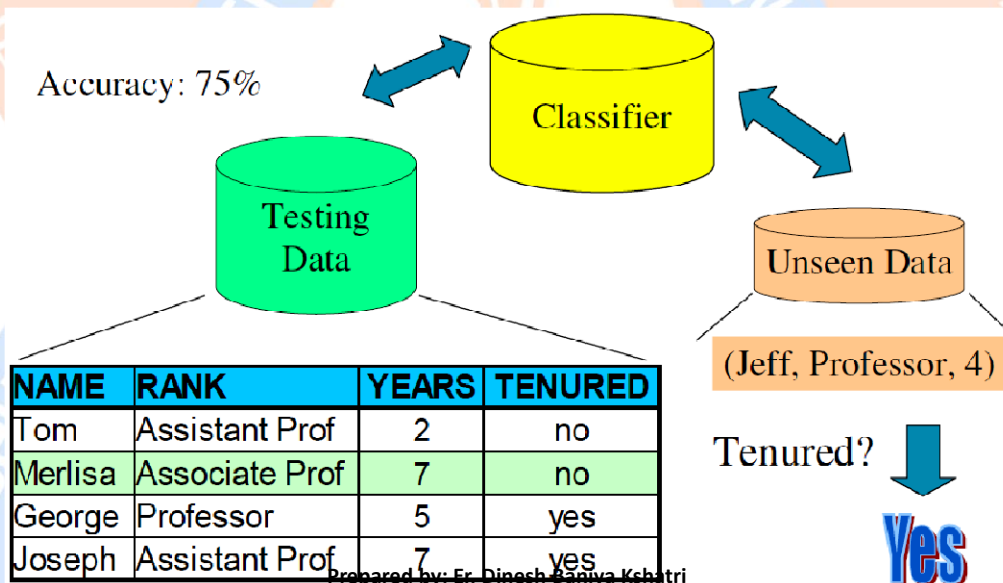 Accuracy: 75%
Classifier
Testing
Data
Unseen Data
(Jeff, Professor, 4)
Tenured?
Yes
NAME RANK YEARS TENURED
Tom Assistant Prof 2 no
Merlisa Associate Prof 7 no
George Professor 5 yes
Joseph Assistant Prof 7 yes
Prepared by: Er. Dinesh Baniya Kshatri